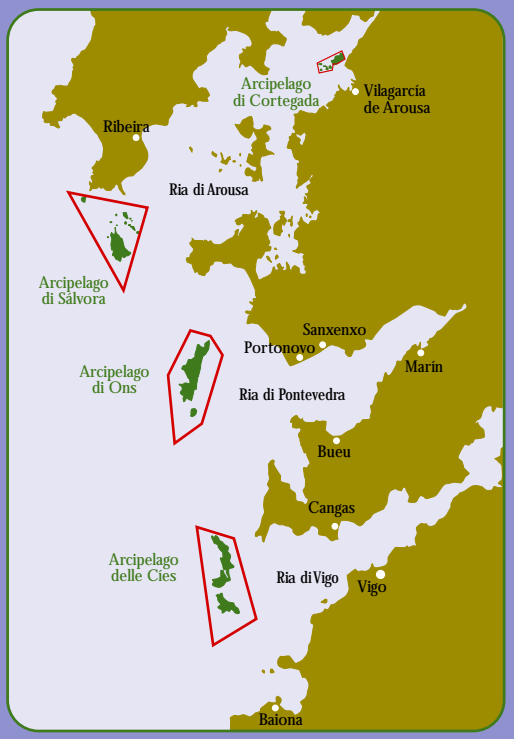 Arcipelago
di Cortegada
Vilagarcía
de Arousa
Ribeira
Ria di Arousa
Arcipelago
di Sálvora
Sanxenxo
Portonovo
Marín
Arcipelago
di Ons
Ria di Pontevedra
Bueu
Cangas
Arcipelago
delle Cies
Ria di Vigo
Vigo
Baiona